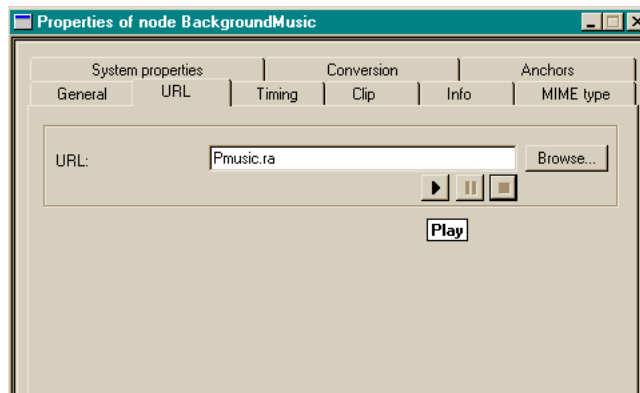 Properties of node BackgroundMusic
System properties Conversion Anchors
General URL Timing Clip Info MIME type
URL: Pmusic.ra Browse...
Play